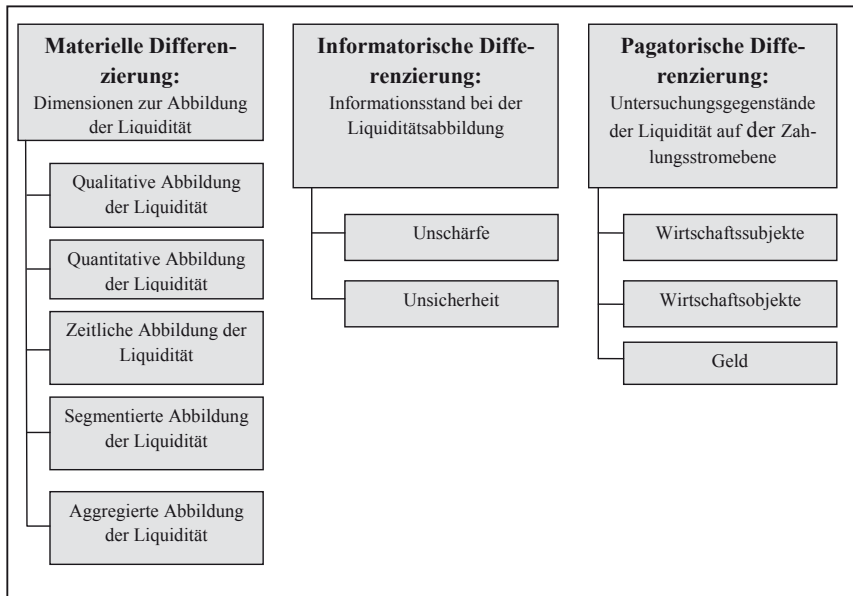 Materielle Differen-
zierung:
Dimensionen zur Abbildung
der Liquidität
Qualitative Abbildung
der Liquidität
Quantitative Abbildung
der Liquidität
Zeitliche Abbildung der
Liquidität
Segmentierte Abbildung
der Liquidität
Aggregierte Abbildung
der Liquidität
Informatorische Diffe-
renzierung:
Informationsstand bei der
Liquiditätsabbildung
Unschärfe
Unsicherheit
Pagatorische Diffe-
renzierung:
Untersuchungsgegenstände
der Liquidität auf der Zah-
lungsstromebene
Wirtschaftssubjekte
Wirtschaftsobjekte
Geld